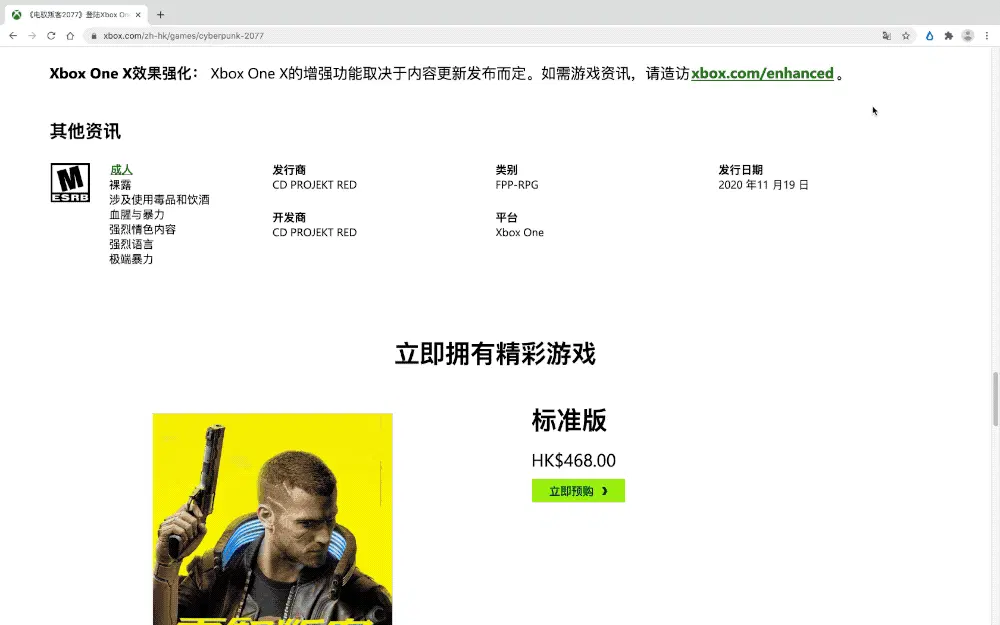 《电驭叛客2077》登陆Xbox On
xbox.com/zh-hk/games/cyberpunk-2077
Xbox One X效果强化： Xbox One X的增强功能取决于内容更新发布而定。如需游戏资讯，请造访xbox.com/enhanced 。
其他资讯
M
ESRB
成人
裸露
涉及使用毒品和饮酒
血腥与暴力
强烈情色内容
强烈语言
极端暴力
发行商
CD PROJEKT RED
开发商
CD PROJEKT RED
类别
FPP-RPG
平台
Xbox One
发行日期
2020 年11 月19 日
立即拥有精彩游戏
标准版
HK$468.00
立即预购